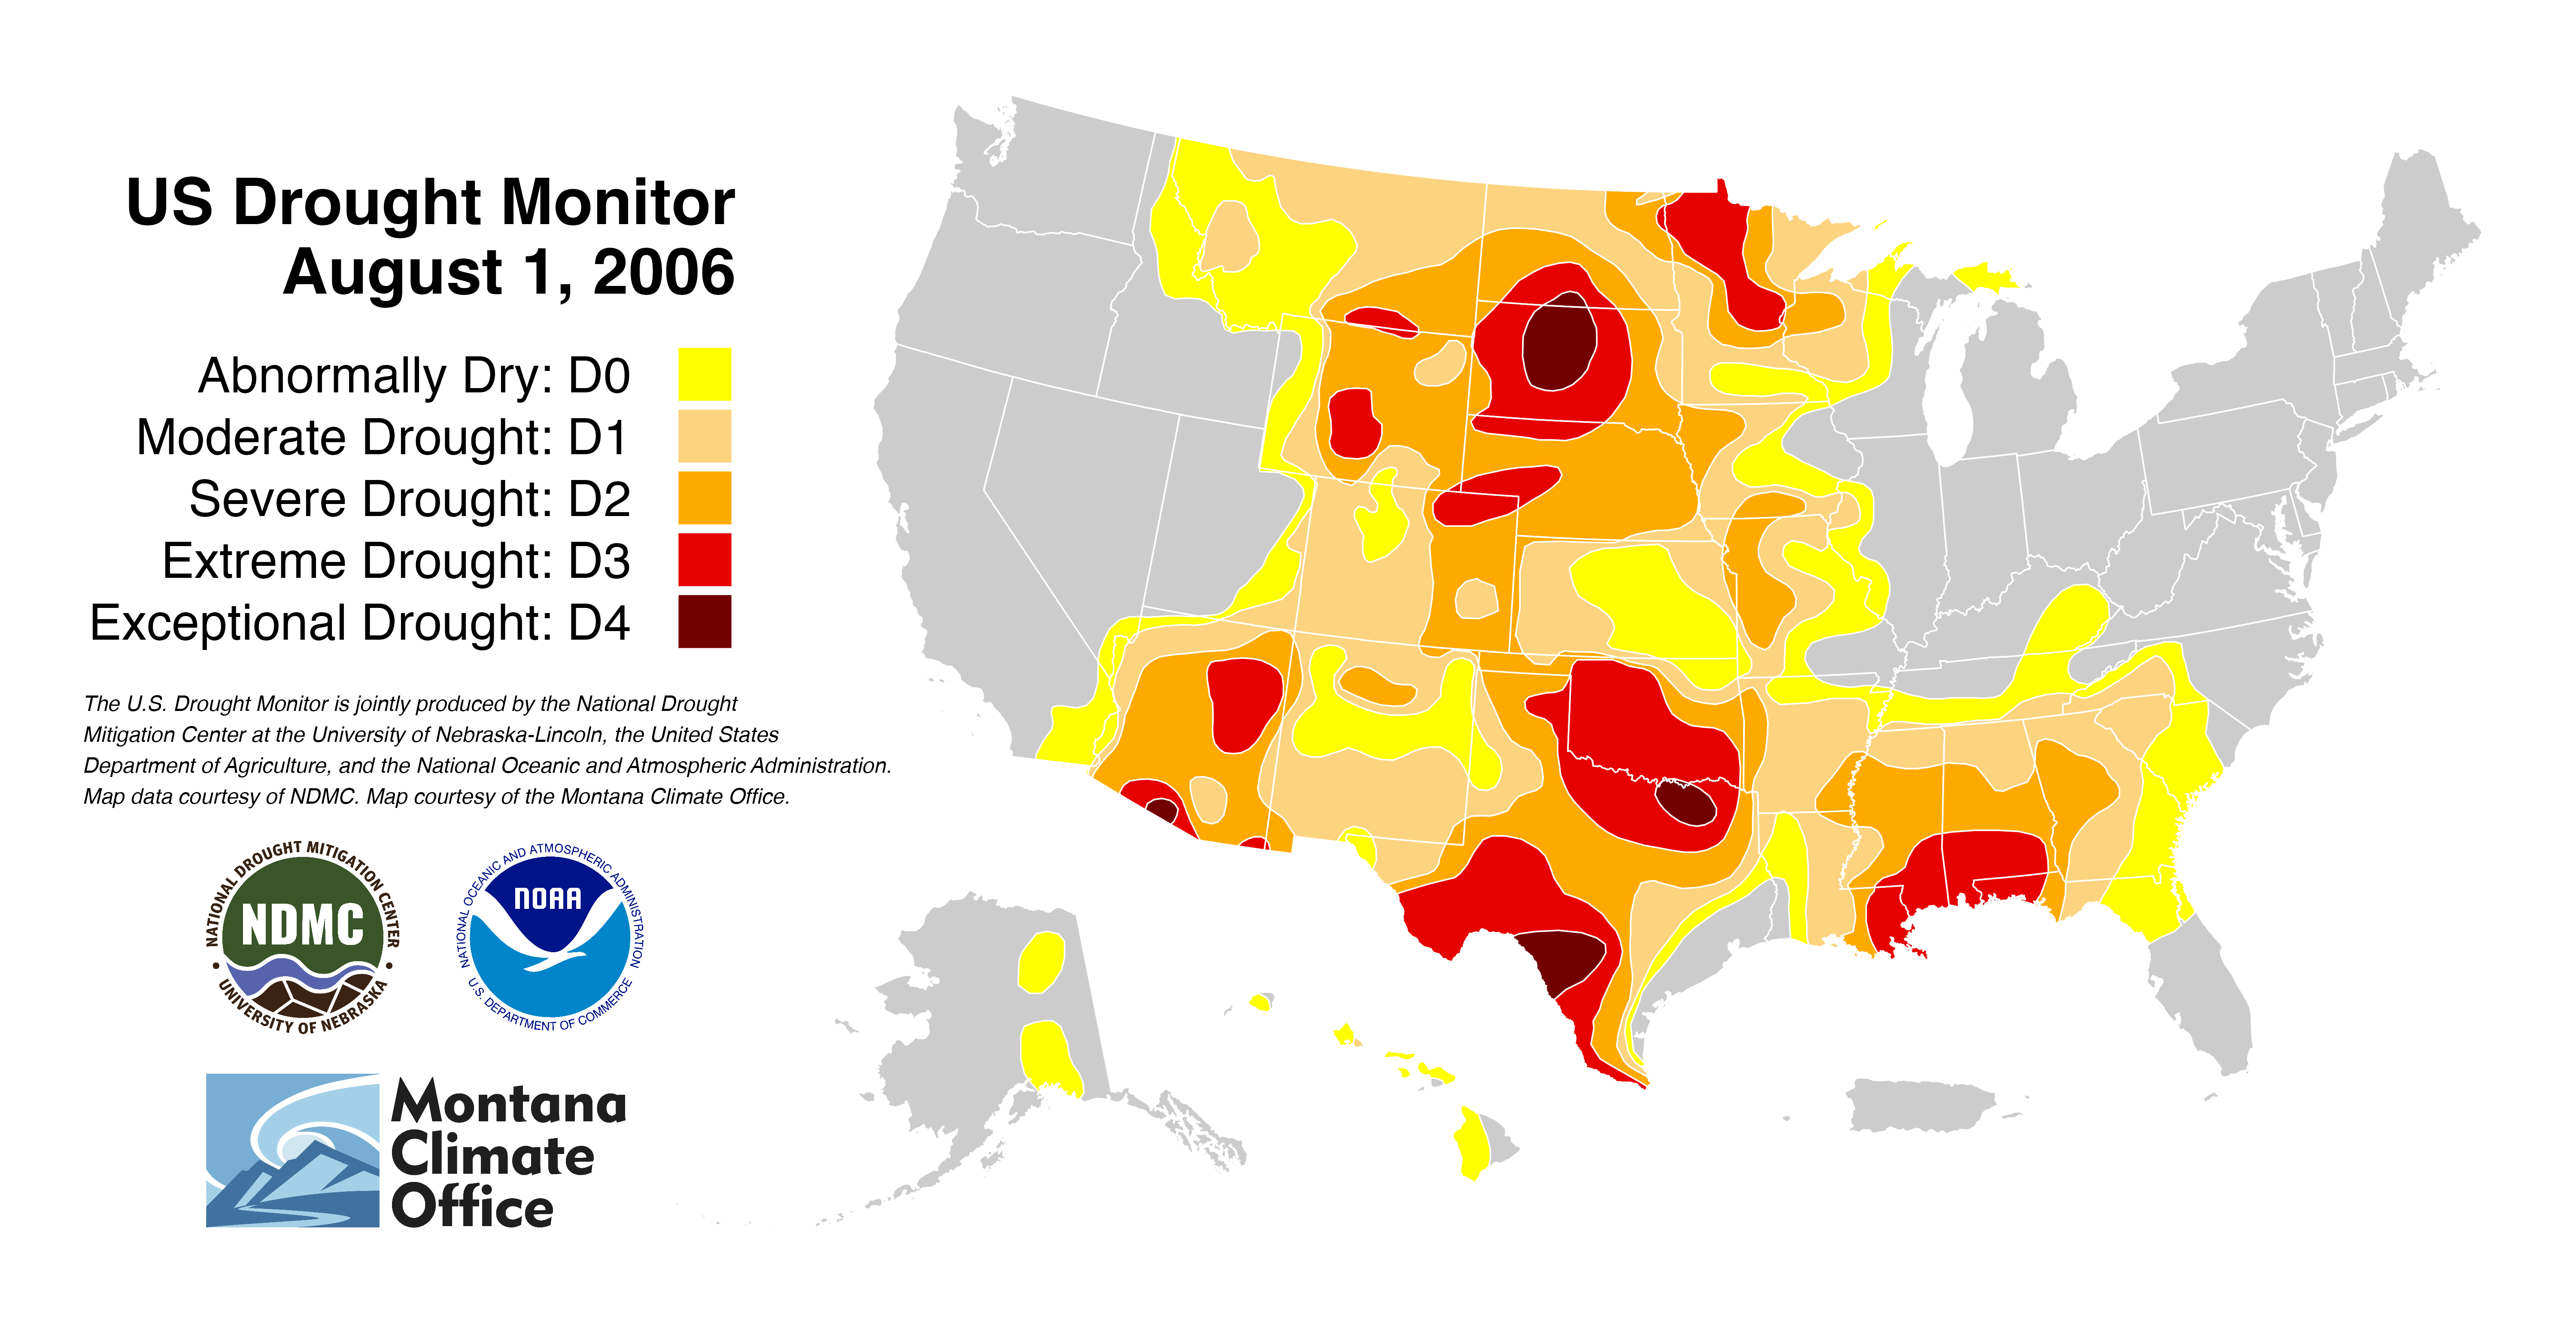 US Drought Monitor
August 1, 2006
Abnormally Dry: D0
Moderate Drought: D1
Severe Drought: D2
Extreme Drought: D3
Exceptional Drought: D4
The U.S. Drought Monitor is jointly produced by the National Drought
Mitigation Center at the University of Nebraska-Lincoln, the United States
Department of Agriculture, and the National Oceanic and Atmospheric Administration.
Map data courtesy of NDMC. Map courtesy of the Montana Climate Office.
NATIONAL DROUGHT MITIGATION CENTER
NDMC
UNIVERSITY OF NEBRASKA
NATIONAL OCEANIC AND ATMOSPHERIC ADMINISTRATION
NOAA
U.S. DEPARTMENT OF COMMERCE
Montana
Climate
Office